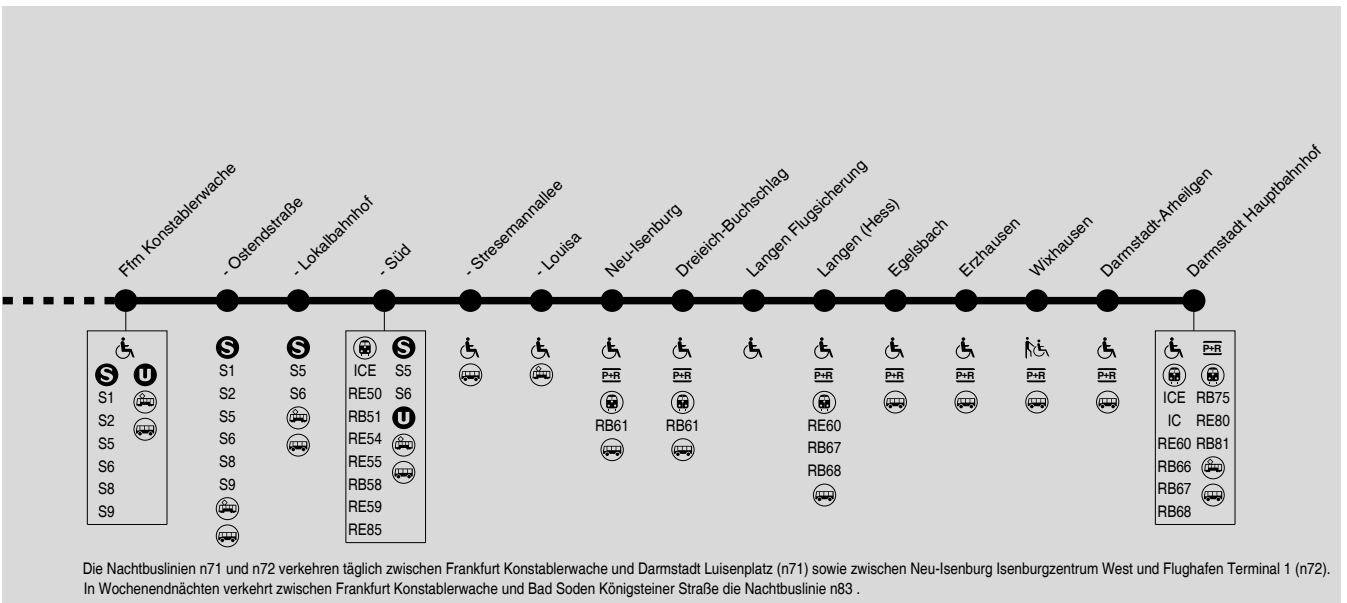 Ffm Konstablerwache
- Ostendstraße
- Lokalbahnhof
- Süd
- Stresemannallee
- Louisa
Neu-Isenburg
Dreieich-Buchschlag
Langen Flugsicherung
Langen (Hess)
Egelsbach
Erzhausen
Wixhausen
Darmstadt-Arheilgen
Darmstadt Hauptbahnhof
S U
S1
S2
S5
S6
S8
S9
S
S1
S2
S5
S6
S8
S9
S
S5
S6
S
ICE S5
RE50 S6
RB51 U
RE54
RE55
RB58
RE59
RE85
P+R
RB61
P+R
RB61
P+R
RE60
RB67
RB68
P+R
P+R
P+R
P+R
P+R
ICE RB75
IC RE80
RE60 RB81
RB66
RB67
RB68
Die Nachtbuslinien n71 und n72 verkehren täglich zwischen Frankfurt Konstablerwache und Darmstadt Luisenplatz (n71) sowie zwischen Neu-Isenburg Isenburgzentrum West und Flughafen Terminal 1 (n72).
In Wochenendnächten verkehrt zwischen Frankfurt Konstablerwache und Bad Soden Königsteiner Straße die Nachtbuslinie n83 .